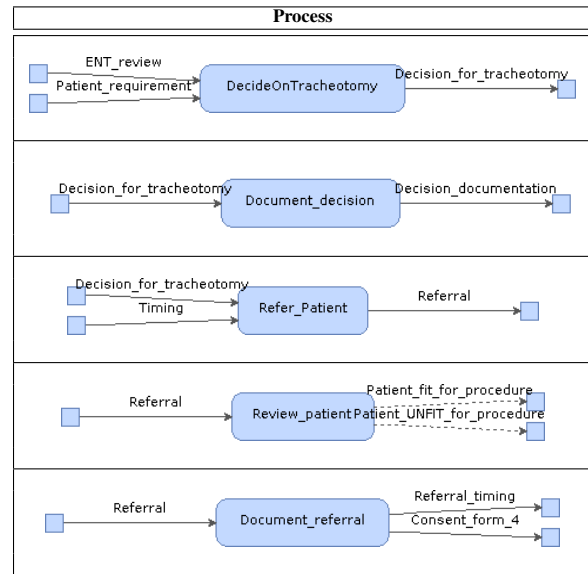 Process
ENT_review
Patient_requirement
DecideOnTracheotomy
Decision_for_tracheotomy
Decision_for_tracheotomy
Document_decision
Decision_documentation
Decision_for_tracheotomy
Timing
Refer_Patient
Referral
Referral
Review_patient
Patient_fit_for_procedure
Patient_UNFIT_for_procedure
Referral
Document_referral
Referral_timing
Consent_form_4